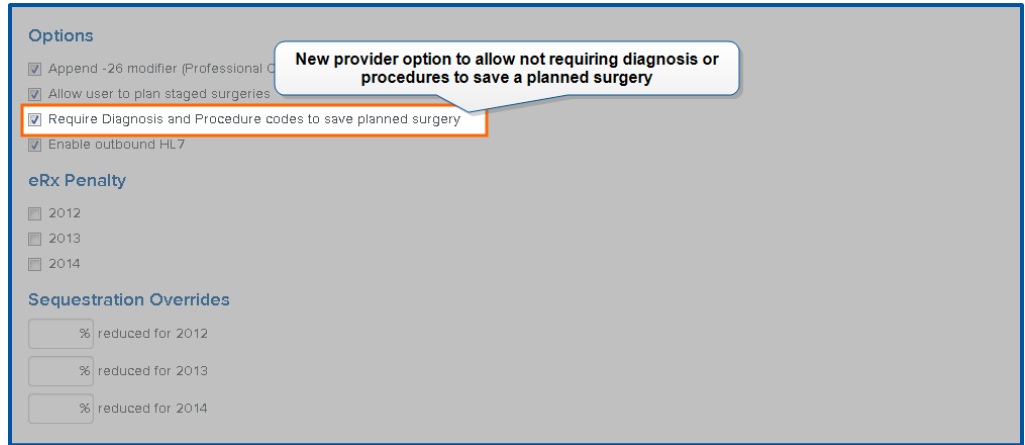 Options
Append -26 modifier (Professional C
New provider option to allow not requiring diagnosis or
procedures to save a planned surgery
Allow user to plan staged surgeries
Require Diagnosis and Procedure codes to save planned surgery
Enable outbound HL7
eRx Penalty
2012
2013
2014
Sequestration Overrides
% reduced for 2012
% reduced for 2013
% reduced for 2014